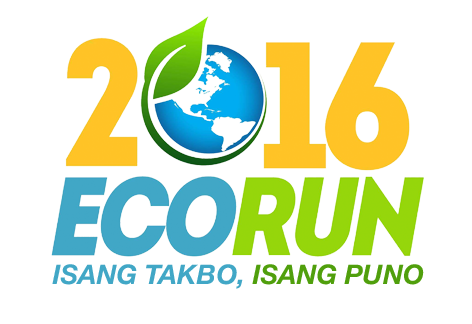 2016
ECORUN
ISANG TAKBO, ISANG PUNO